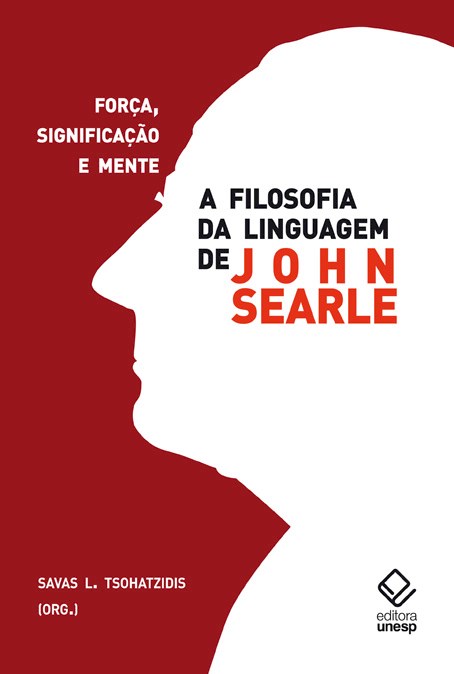 FORÇA,
SIGNIFICAÇÃO
E MENTE
A FILOSOFIA
DA LINGUAGEM
DE JOHN
SEARLE
SAVAS L. TSOHATZIDIS
(ORG.)
editora
unesp